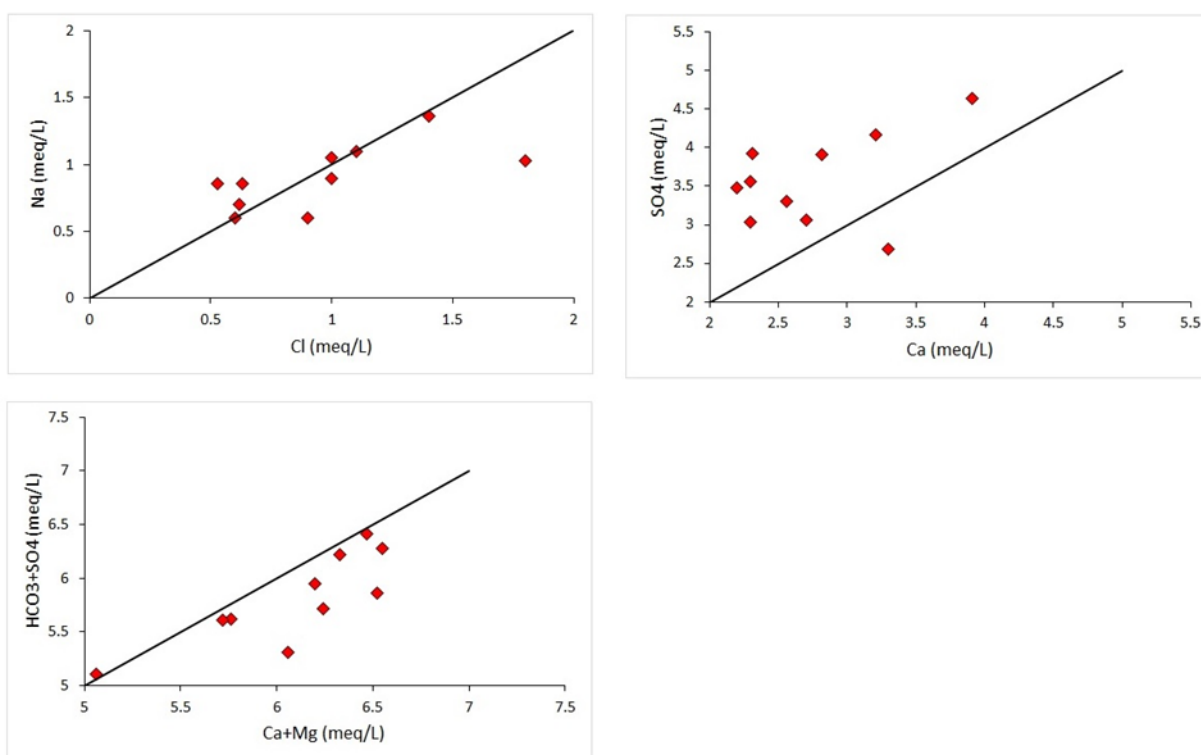 2
1.5
1
0.5
0
Na (meq/L)
0 0.5 1 1.5 2
Cl (meq/L)
5.5
5
4.5
4
3.5
3
2.5
2
SO4 (meq/L)
2 2.5 3 3.5 4 4.5 5 5.5
Ca (meq/L)
7.5
7
6.5
6
5.5
5
HCO3+SO4 (meq/L)
5 5.5 6 6.5 7 7.5
Ca+Mg (meq/L)